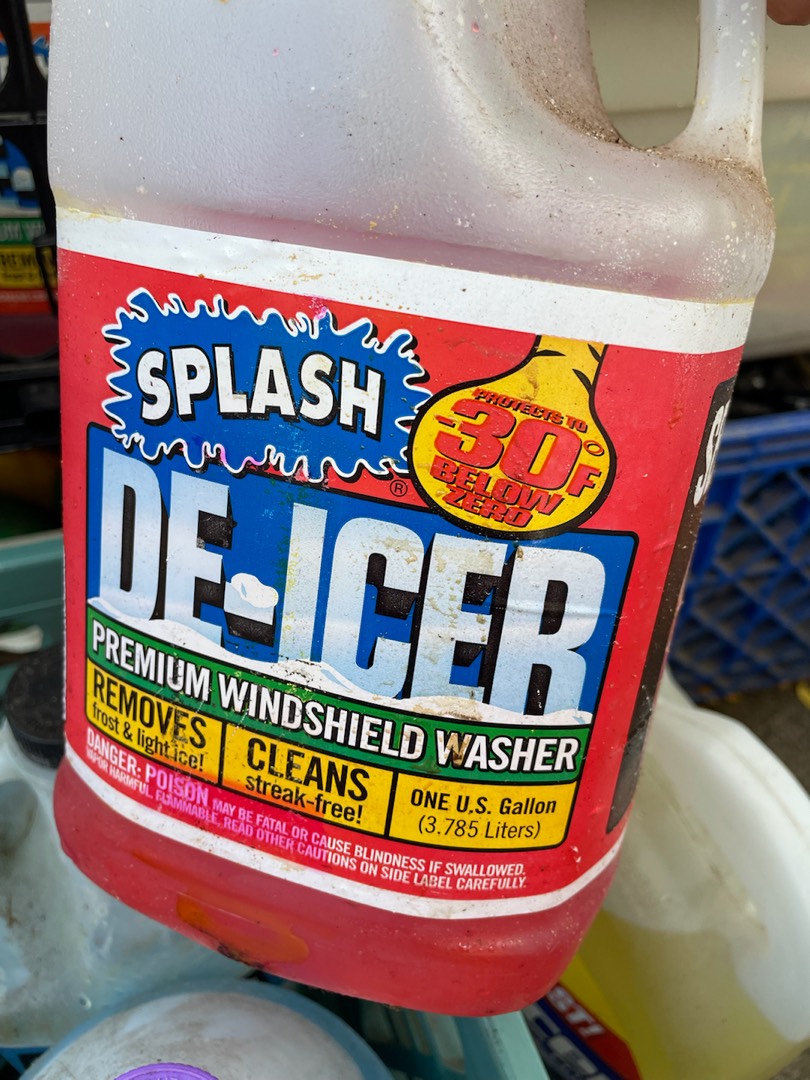 SPLASH
®
PROTECTS TO
-30°F
BELOW
ZERO
DE-ICER
PREMIUM WINDSHIELD WASHER
REMOVES
frost & light ice!
CLEANS
streak-free!
ONE U.S. Gallon
(3.785 Liters)
DANGER: POISON MAY BE FATAL OR CAUSE BLINDNESS IF SWALLOWED.
VAPOR HARMFUL. FLAMMABLE. READ OTHER CAUTIONS ON SIDE LABEL CAREFULLY.